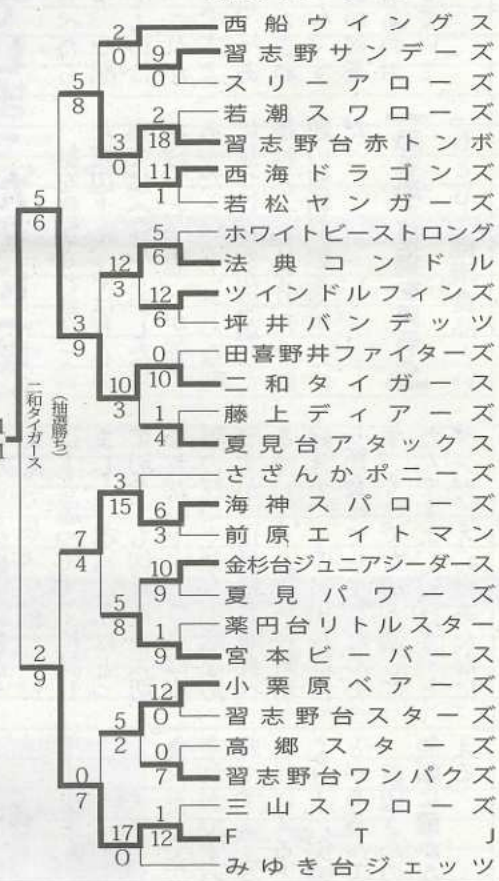 西船ウイングス
習志野サンデーズ
スリーアローズ
若潮スワローズ
習志野台赤トンボ
西海ドラゴンズ
若松ヤンガーズ
ホワイトビーストロング
法典コンドル
ツインドルフィンズ
坪井バンデッツ
田喜野井ファイターズ
二和タイガース
藤上ディアーズ
夏見台アタックス
さざんかポニーズ
海神スパローズ
前原エイトマン
金杉台ジュニアシーダース
夏見パワーズ
薬円台リトルスター
宮本ビーバース
小栗原ベアーズ
習志野台スターズ
高郷スターズ
習志野台ワンパクズ
三山スワローズ
FTJ
みゆき台ジェッツ
2
0
9
0
5
8
2
18
3
0
11
1
5
6
5
6
12
3
12
6
3
9
0
10
10
3
1
4
(抽選勝ち)
二和タイガース
3
15
6
3
7
4
10
9
5
8
1
9
2
9
12
0
5
2
0
7
0
7
1
12
17
0